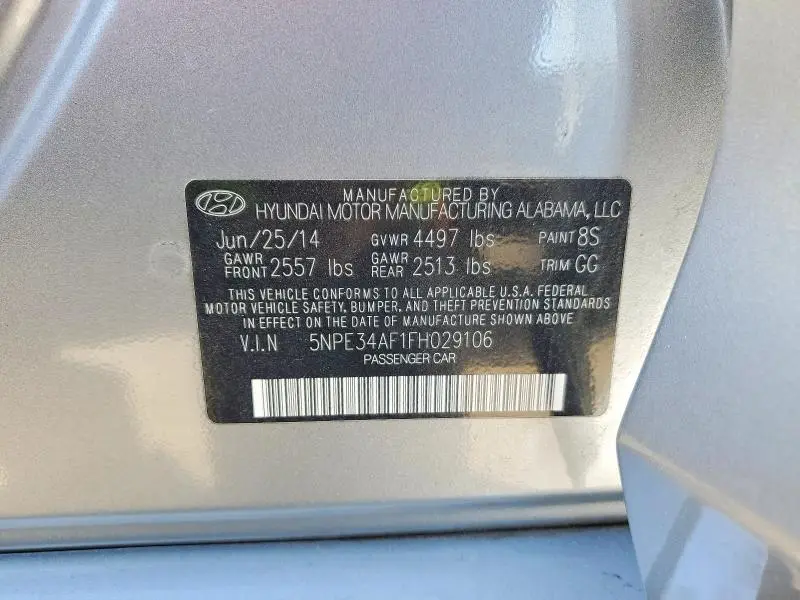 MANUFACTURED BY
HYUNDAI MOTOR MANUFACTURING ALABAMA, LLC
Jun/25/14 GVWR 4497 lbs PAINT 8S
GAWR FRONT 2557 lbs GAWR REAR 2513 lbs TRIM GG
THIS VEHICLE CONFORMS TO ALL APPLICABLE U.S.A. FEDERAL
MOTOR VEHICLE SAFETY, BUMPER, AND THEFT PREVENTION STANDARDS
IN EFFECT ON THE DATE OF MANUFACTURE SHOWN ABOVE
V.I.N 5NPE34AF1FH029106
PASSENGER CAR